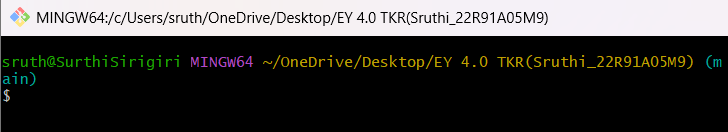 MINGW64:/c/Users/sruth/OneDrive/Desktop/EY 4.0 TKR(Sruthi_22R91A05M9)
sruth@SurthiSirigiri MINGW64 ~/OneDrive/Desktop/EY 4.0 TKR(Sruthi_22R91A05M9) (m
ain)
$